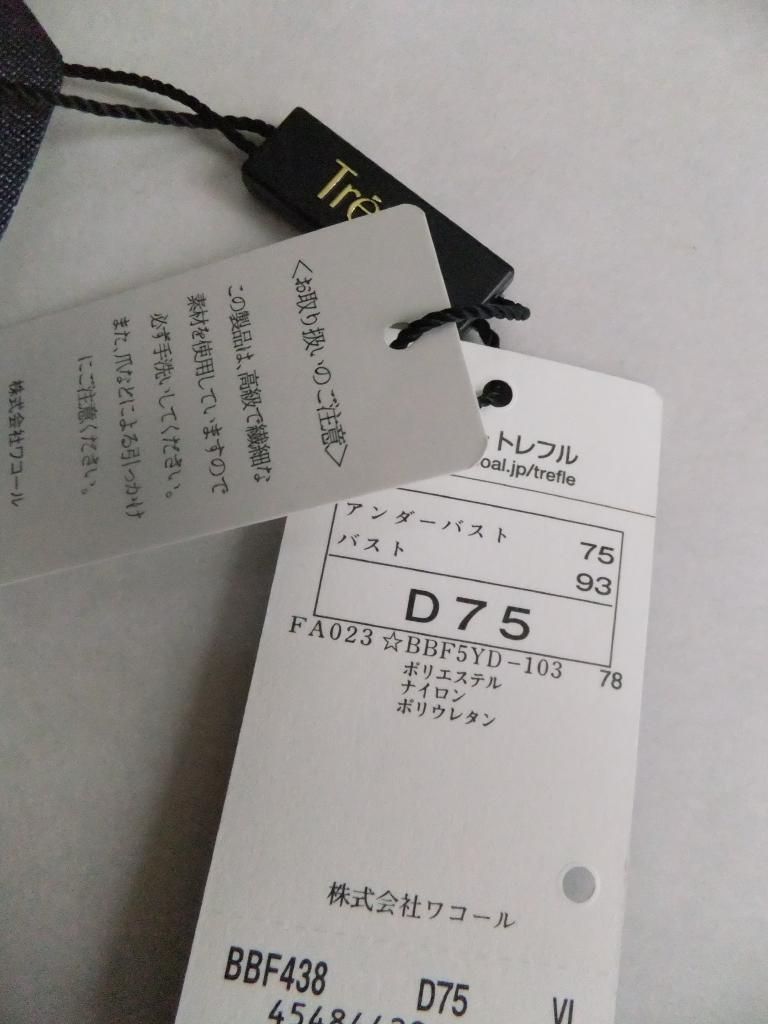 Tré
<お取り扱いのご注意>
この製品は、高級で繊細な
素材を使用していますので
必ず手洗いしてください。
また、爪などによる引っかけ
にご注意ください。
株式会社ワコール
トレフル
oal.jp/trefle
アンダーバスト 75
バスト 93
D75
FA023 ☆BBF5YD-103 78
ポリエステル
ナイロン
ポリウレタン
株式会社ワコール
BBF438 D75 VI